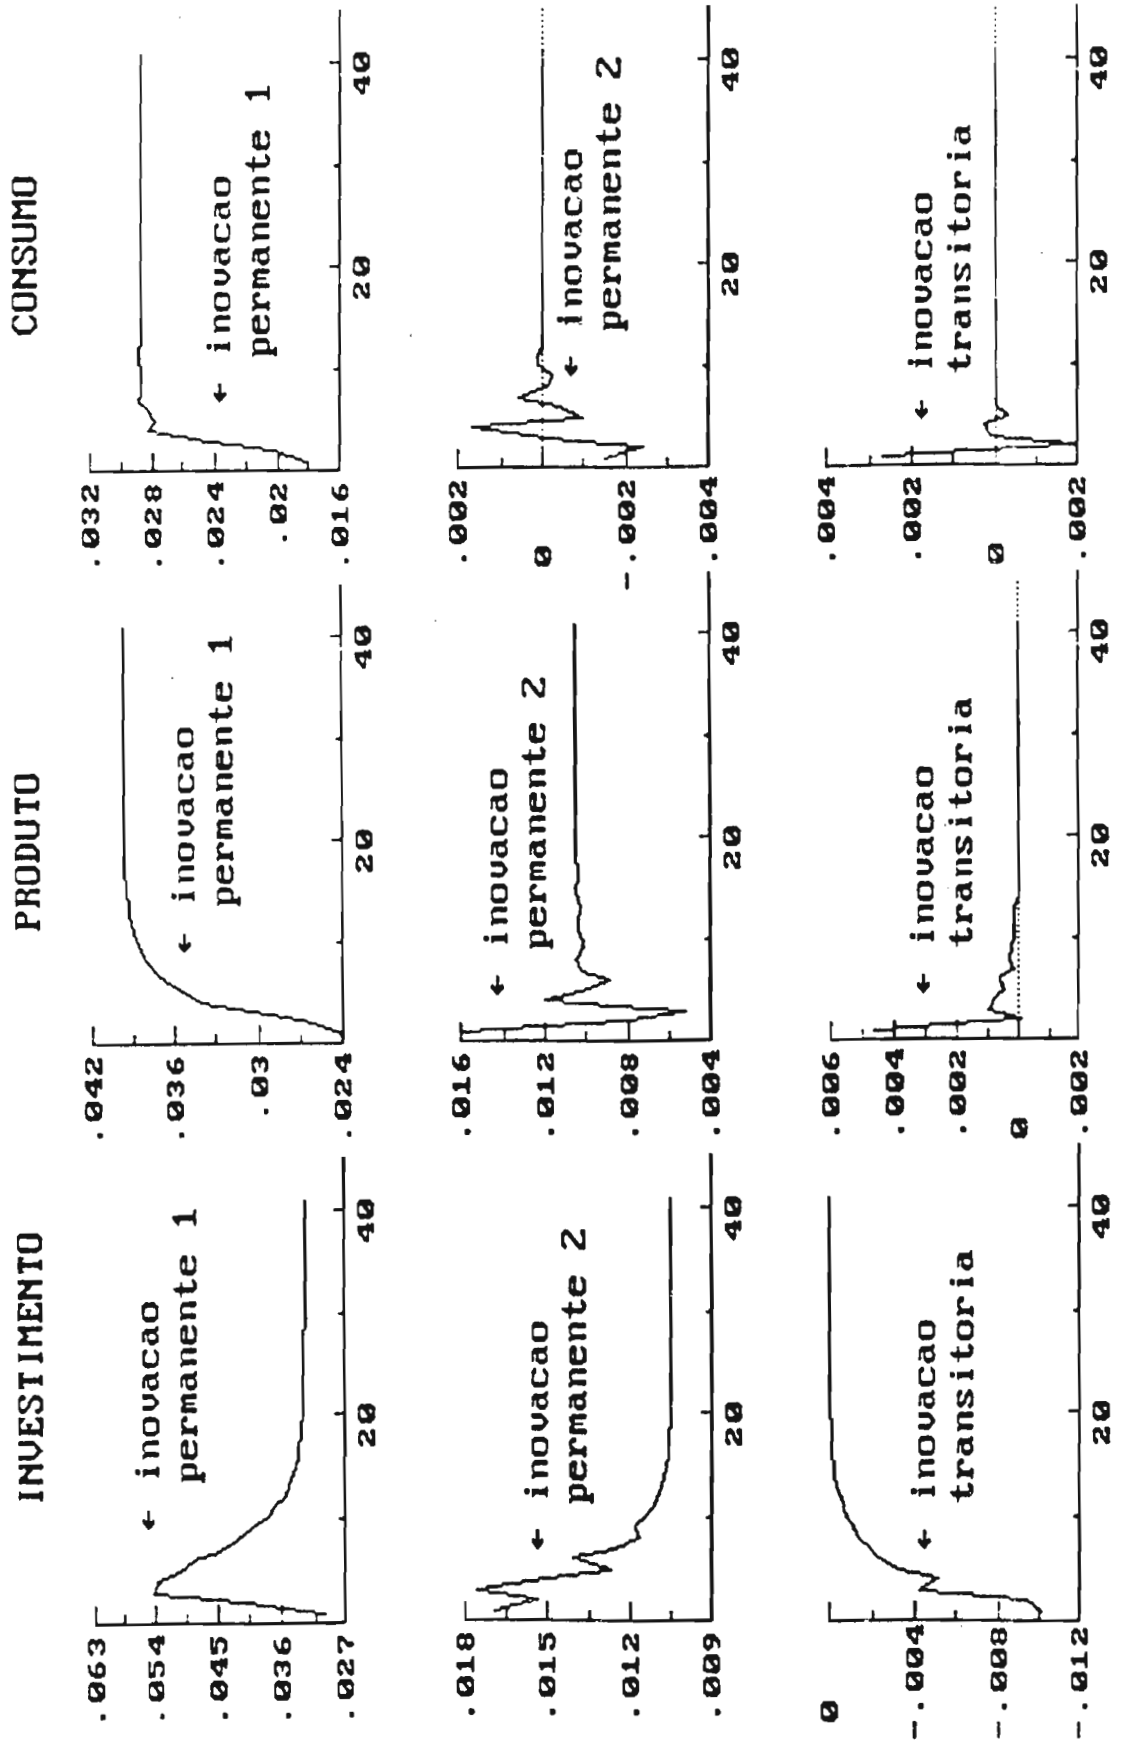 INVESTIMENTO
PRODUTO
CONSUMO
.063
.054
.045
.036
.027
inovacao
permanente 1
20
40
.042
.036
.03
.024
inovacao
permanente 1
20
40
.032
.028
.024
.02
.016
inovacao
permanente 1
20
40
.018
.015
.012
.009
inovacao
permanente 2
20
40
.016
.012
.008
.004
inovacao
permanente 2
20
40
.002
0
-.002
.004
inovacao
permanente 2
20
40
0
-.004
-.008
-.012
inovacao
transitoria
20
40
.006
.004
.002
0
.002
inovacao
transitoria
20
40
.004
.002
0
.002
inovacao
transitoria
20
40